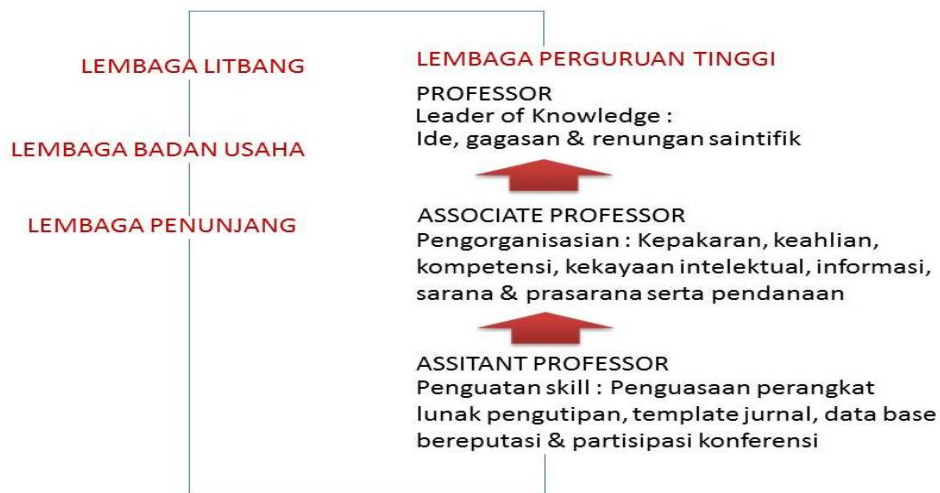 LEMBAGA LITBANG
LEMBAGA BADAN USAHA
LEMBAGA PENUNJANG
LEMBAGA PERGURUAN TINGGI
PROFESSOR
Leader of Knowledge :
Ide, gagasan & renungan saintifik
ASSOCIATE PROFESSOR
Pengorganisasian : Kepakaran, keahlian,
kompetensi, kekayaan intelektual, informasi,
sarana & prasarana serta pendanaan
ASSITANT PROFESSOR
Penguatan skill : Penguasaan perangkat
lunak pengutipan, template jurnal, data base
bereputasi & partisipasi konferensi